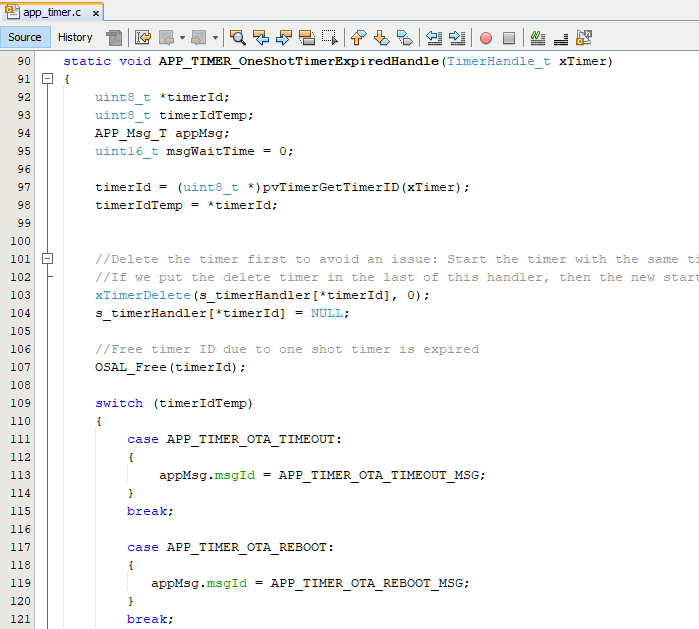 app_timer.c x
Source History
90 static void APP_TIMER_OneShotTimerExpiredHandle(TimerHandle_t xTimer)
91 {
92 uint8_t *timerId;
93 uint8_t timerIdTemp;
94 APP_Msg_T appMsg;
95 uint16_t msgWaitTime = 0;
96
97 timerId = (uint8_t *)pvTimerGetTimerID(xTimer);
98 timerIdTemp = *timerId;
99
100
101 //Delete the timer first to avoid an issue: Start the timer with the same ti
102 //If we put the delete timer in the last of this handler, then the new start
103 xTimerDelete(s_timerHandler[*timerId], 0);
104 s_timerHandler[*timerId] = NULL;
105
106 //Free timer ID due to one shot timer is expired
107 OSAL_Free(timerId);
108
109 switch (timerIdTemp)
110 {
111 case APP_TIMER_OTA_TIMEOUT:
112 {
113 appMsg.msgId = APP_TIMER_OTA_TIMEOUT_MSG;
114 }
115 break;
116
117 case APP_TIMER_OTA_REBOOT:
118 {
119 appMsg.msgId = APP_TIMER_OTA_REBOOT_MSG;
120 }
121 break;